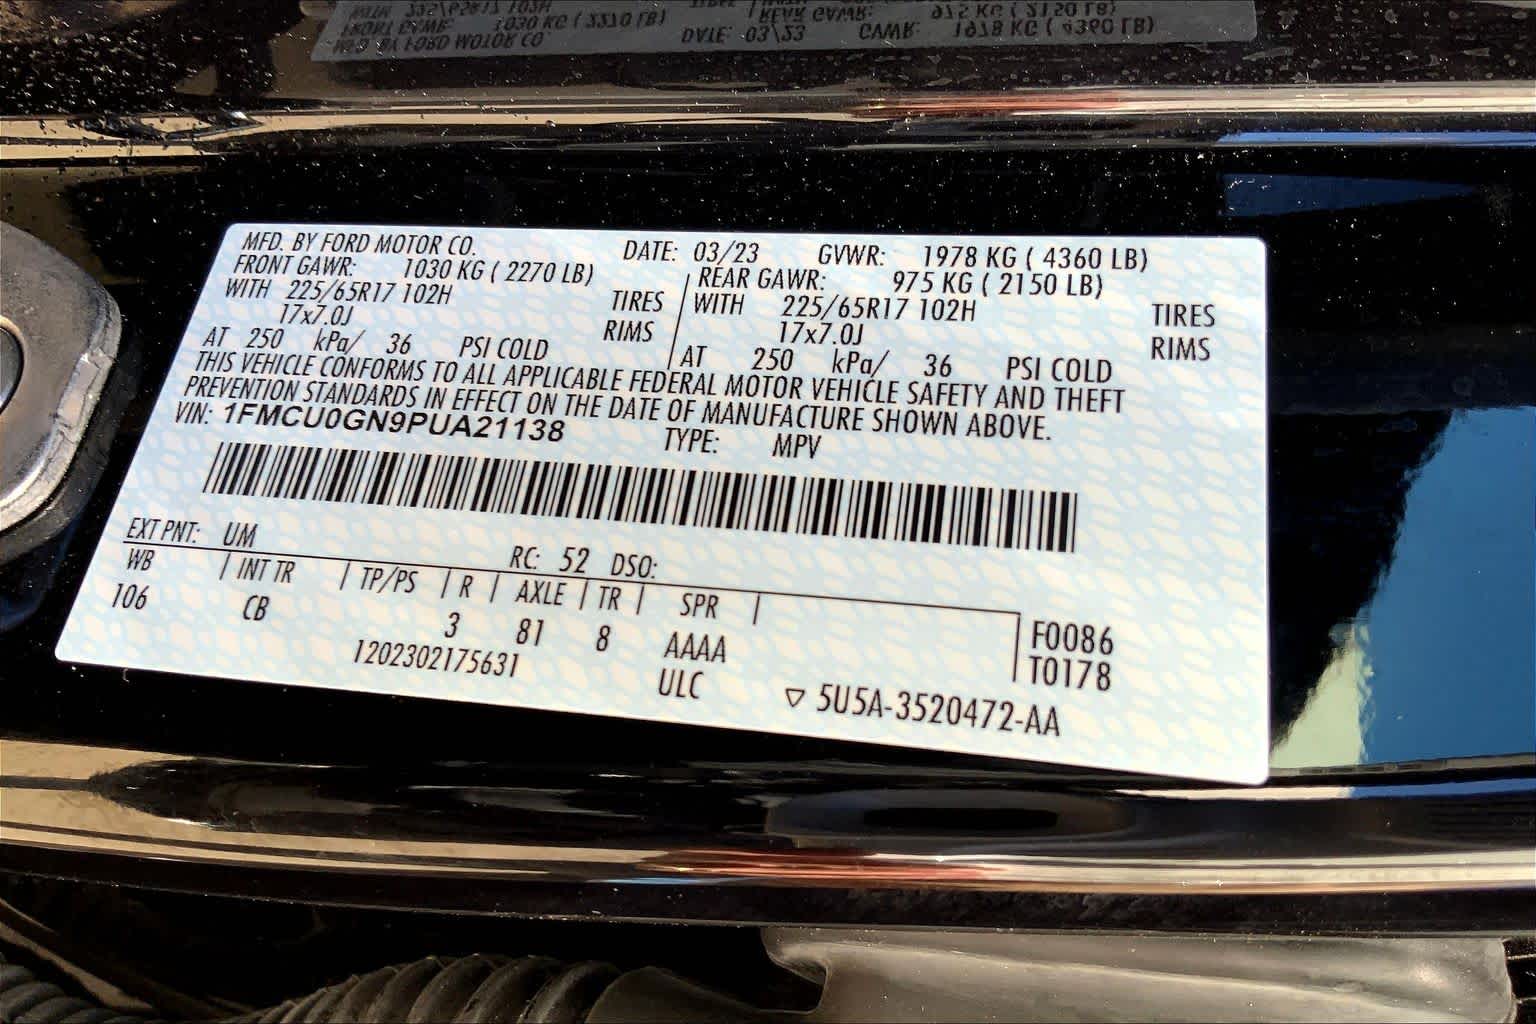 MFD. BY FORD MOTOR CO. DATE: 03/23 GVWR: 1978 KG ( 4360 LB)
FRONT GAWR: 1030 KG ( 2270 LB) REAR GAWR: 975 KG ( 2150 LB)
WITH 225/65R17 102H TIRES WITH 225/65R17 102H TIRES
17x7.0J RIMS 17x7.0J RIMS
AT 250 kPa/ 36 PSI COLD AT 250 kPa/ 36 PSI COLD
THIS VEHICLE CONFORMS TO ALL APPLICABLE FEDERAL MOTOR VEHICLE SAFETY AND THEFT
PREVENTION STANDARDS IN EFFECT ON THE DATE OF MANUFACTURE SHOWN ABOVE.
VIN: 1FMCU0GN9PUA21138 TYPE: MPV
EXT PNT: UM RC: 52 DSO:
WB | INT TR | TP/PS | R | AXLE | TR | SPR |
106 CB 3 81 8 AAAA F0086
1202302175631 ULC T0178
▽ 5U5A-3520472-AA